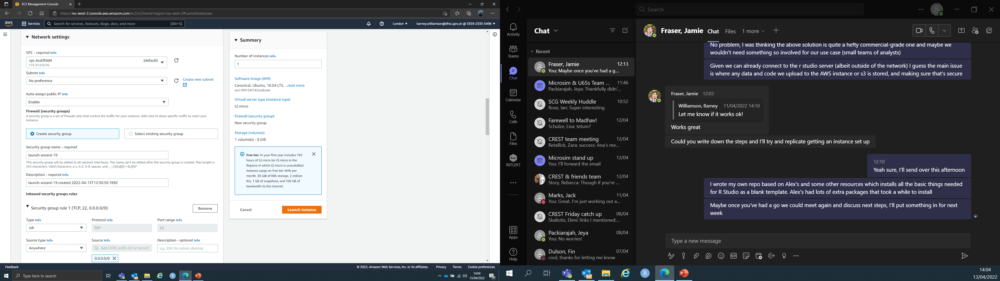 EC2 Management Console
https://eu-west-2.console.aws.amazon.com/ec2/v2/home?region=eu-west-2#LaunchInstances:
aws
Services
Search for services, features, blogs, docs, and more
[Alt+S]
London
barney.williamson@dhsc.gov.uk @ 3359-2335-5498
Network settings
VPC - required Info
vpc-bcd3fdd4
(default)
172.31.0.0/16
Subnet Info
No preference
Create new subnet
Auto-assign public IP Info
Enable
Firewall (security groups)
A security group is a set of firewall rules that control the traffic for your instance. Add rules to allow specific traffic to reach your
instance.
Create security group
Select existing security group
Security group name - required
launch-wizard-19
This security group will be added to all network interfaces. The name can't be edited after the security group is created. Max length is
255 characters. Valid characters: a-z, A-Z, 0-9, spaces, and ._-:/()#,@[]+=&;{}!$*
Description - required Info
launch-wizard-19 created 2022-04-13T12:50:59.789Z
Inbound security groups rules
Security group rule 1 (TCP, 22, 0.0.0.0/0)
Remove
Type Info
Protocol Info
Port range Info
ssh
TCP
22
Source type Info
Source Info
Description - optional Info
Anywhere
Add CIDR, prefix list or security
e.g. SSH for admin desktop
0.0.0.0/0
Summary
Number of instances Info
1
Software Image (AMI)
Canonical, Ubuntu, 18.04 LTS, ...read more
ami-0f9124f7452cdb2a6
Virtual server type (instance type)
t2.micro
Firewall (security group)
New security group
Storage (volumes)
1 volume(s) - 8 GiB
Free tier: In your first year includes 750
hours of t2.micro (or t3.micro in the
Regions in which t2.micro is unavailable)
instance usage on free tier AMIs per
month, 30 GiB of EBS storage, 2 million
IOs, 1 GB of snapshots, and 100 GB of
bandwidth to the internet
Cancel
Launch instance
Feedback
© 2022, Amazon Web Services, Inc. or its affiliates.
Privacy
Terms
Cookie preferences
Type here to search
14:04
13/04/2022
19
Search
Activity
Teams
Chat
Calendar
Calls
Files
REFLEKT
Apps
Help
Chat
Recent
Fraser, Jamie 12:13
You: Maybe once you've had a g...
Microsim & U65s Team ... 11:46
Packiarajah, Jeya: Thankfully didn'...
SCG Weekly Huddle 10:52
Rose, Ian: Super interesting.
Farewell to Madhav! 12/04
Schulze, Lisa: tetum?
CREST team meeting 12/04
Retallick, Zara: success: Ana's me...
Microsim stand up 12/04
You: I'll forward the email
CREST & friends team 12/04
Story, Rebecca: Though if you're ...
Marks, Jack 11/04
You: Great. I'm just working out a...
CREST Friday catch up 08/04
Skaliotis, Eleni: links I mentioned:...
Packiarajah, Jeya 08/04
You: No worries!
Dulson, Fin 07/04
cool, thanks for letting me know
Fraser, Jamie
Chat
Files
1 more
No problem, I was thinking the above solution is quite a hefty commercial-grade one and maybe we
wouldn't need something so involved for our use case (small teams of analysts)
Given we can already connect to the r studio server (albeit outside of the network) I guess the main issue
is where any data and code we upload to the AWS instance or s3 is stored, and making sure that's secure
Fraser, Jamie 12:03
Williamson, Barney 11/04/2022 14:10
Let me know if it works ok!
Works great
Could you write down the steps and I'll try and replicate getting an instance set up
12:10
Yeah sure, I'll send over this afternoon
I wrote my own repo based on Alex's and some other resources which installs all the basic things needed
for R Studio as a blank template. Alex's had lots of extra packages that took a while to install
Maybe once you've had a go we could meet again and discuss next steps, I'll put something in for next
week
Type a new message
GIF
14:04
13/04/2022